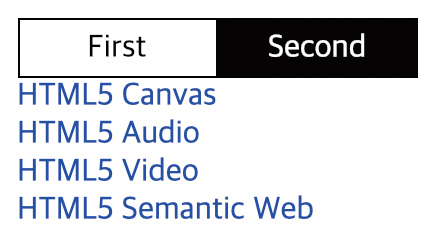 First Second
HTML5 Canvas
HTML5 Audio
HTML5 Video
HTML5 Semantic Web